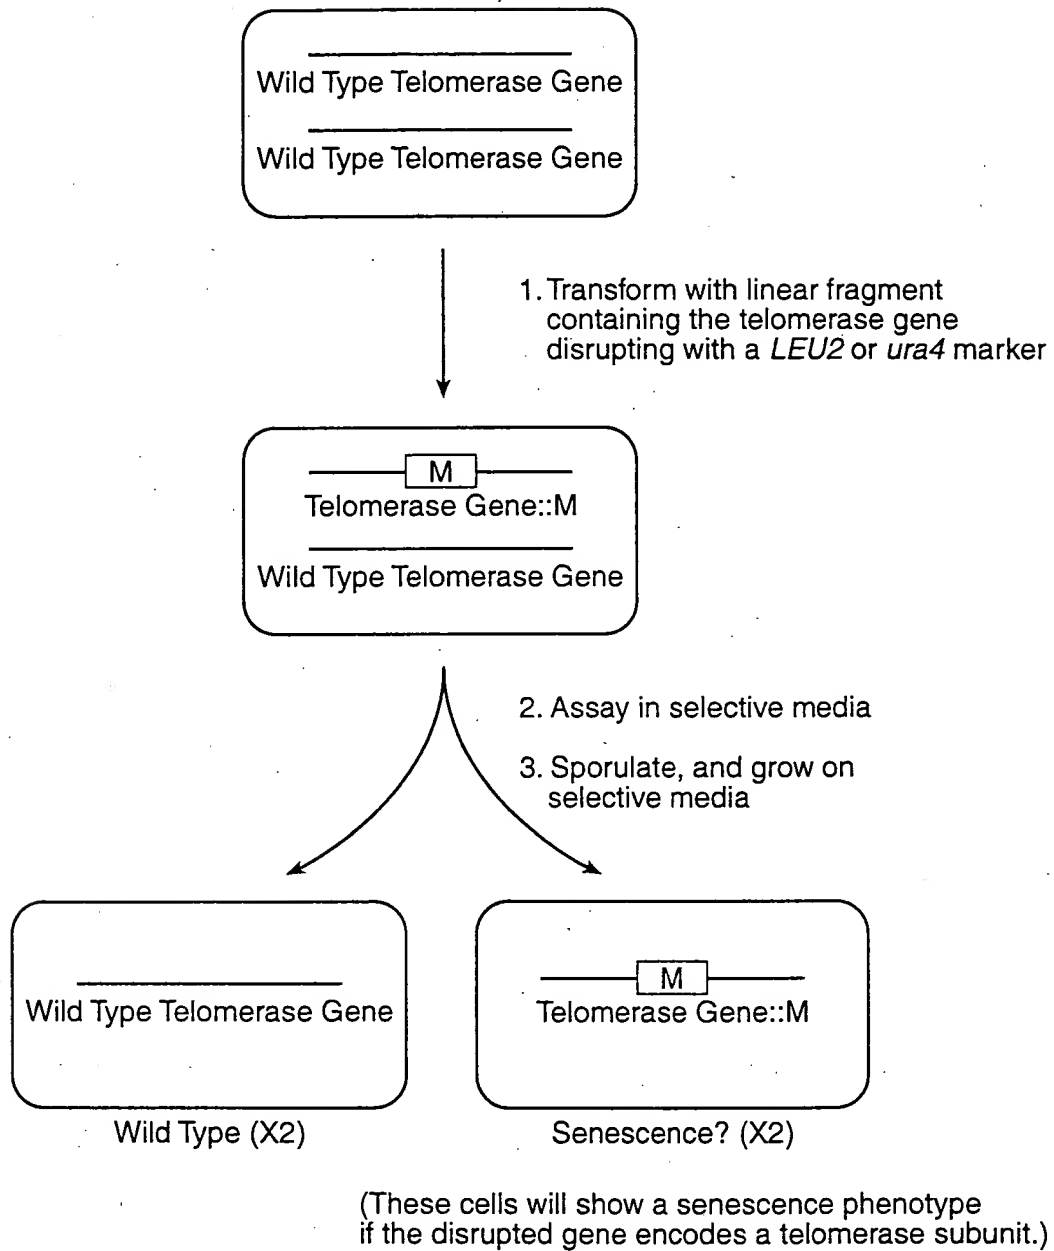 Wild Type Telomerase Gene
Wild Type Telomerase Gene
1. Transform with linear fragment
containing the telomerase gene
disrupting with a LEU2 or ura4 marker
M
Telomerase Gene::M
Wild Type Telomerase Gene
2. Assay in selective media
3. Sporulate, and grow on
selective media
Wild Type Telomerase Gene
M
Telomerase Gene::M
Wild Type (X2)
Senescence? (X2)
(These cells will show a senescence phenotype
if the disrupted gene encodes a telomerase subunit.)